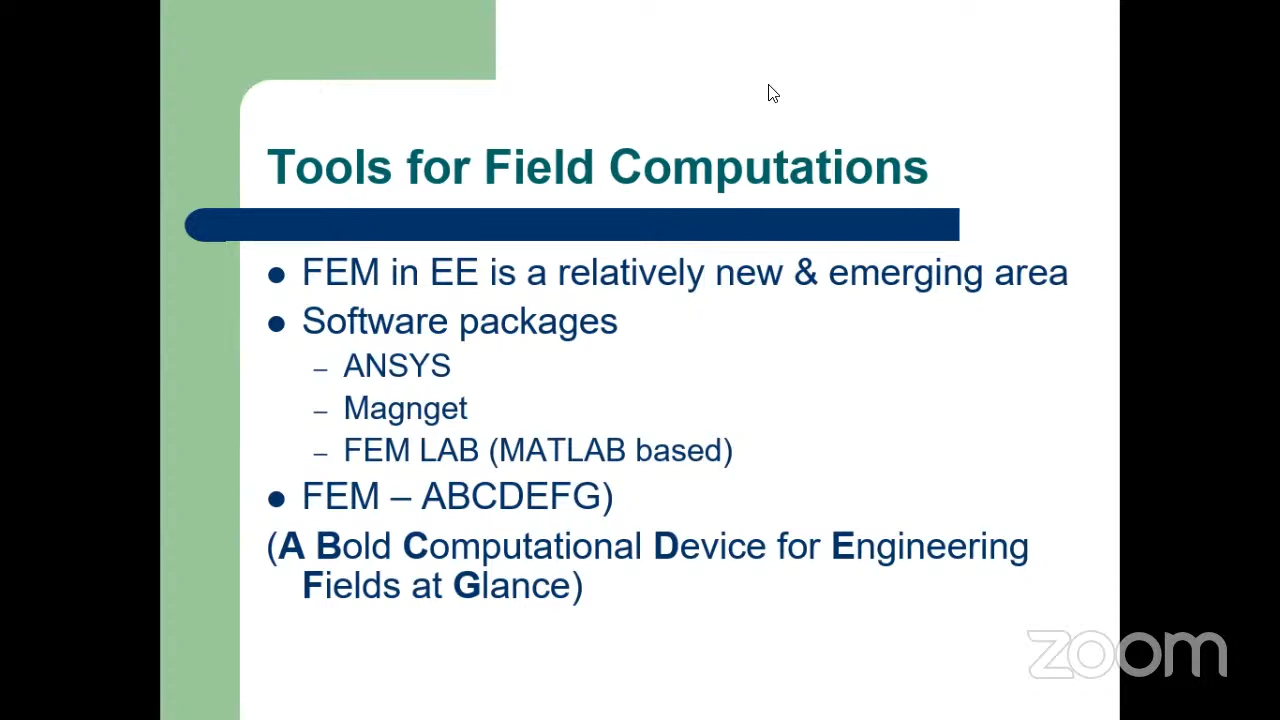 Tools for Field Computations
● FEM in EE is a relatively new & emerging area
● Software packages
– ANSYS
– Magnget
– FEM LAB (MATLAB based)
● FEM – ABCDEFG)
(A Bold Computational Device for Engineering
Fields at Glance)
zoom